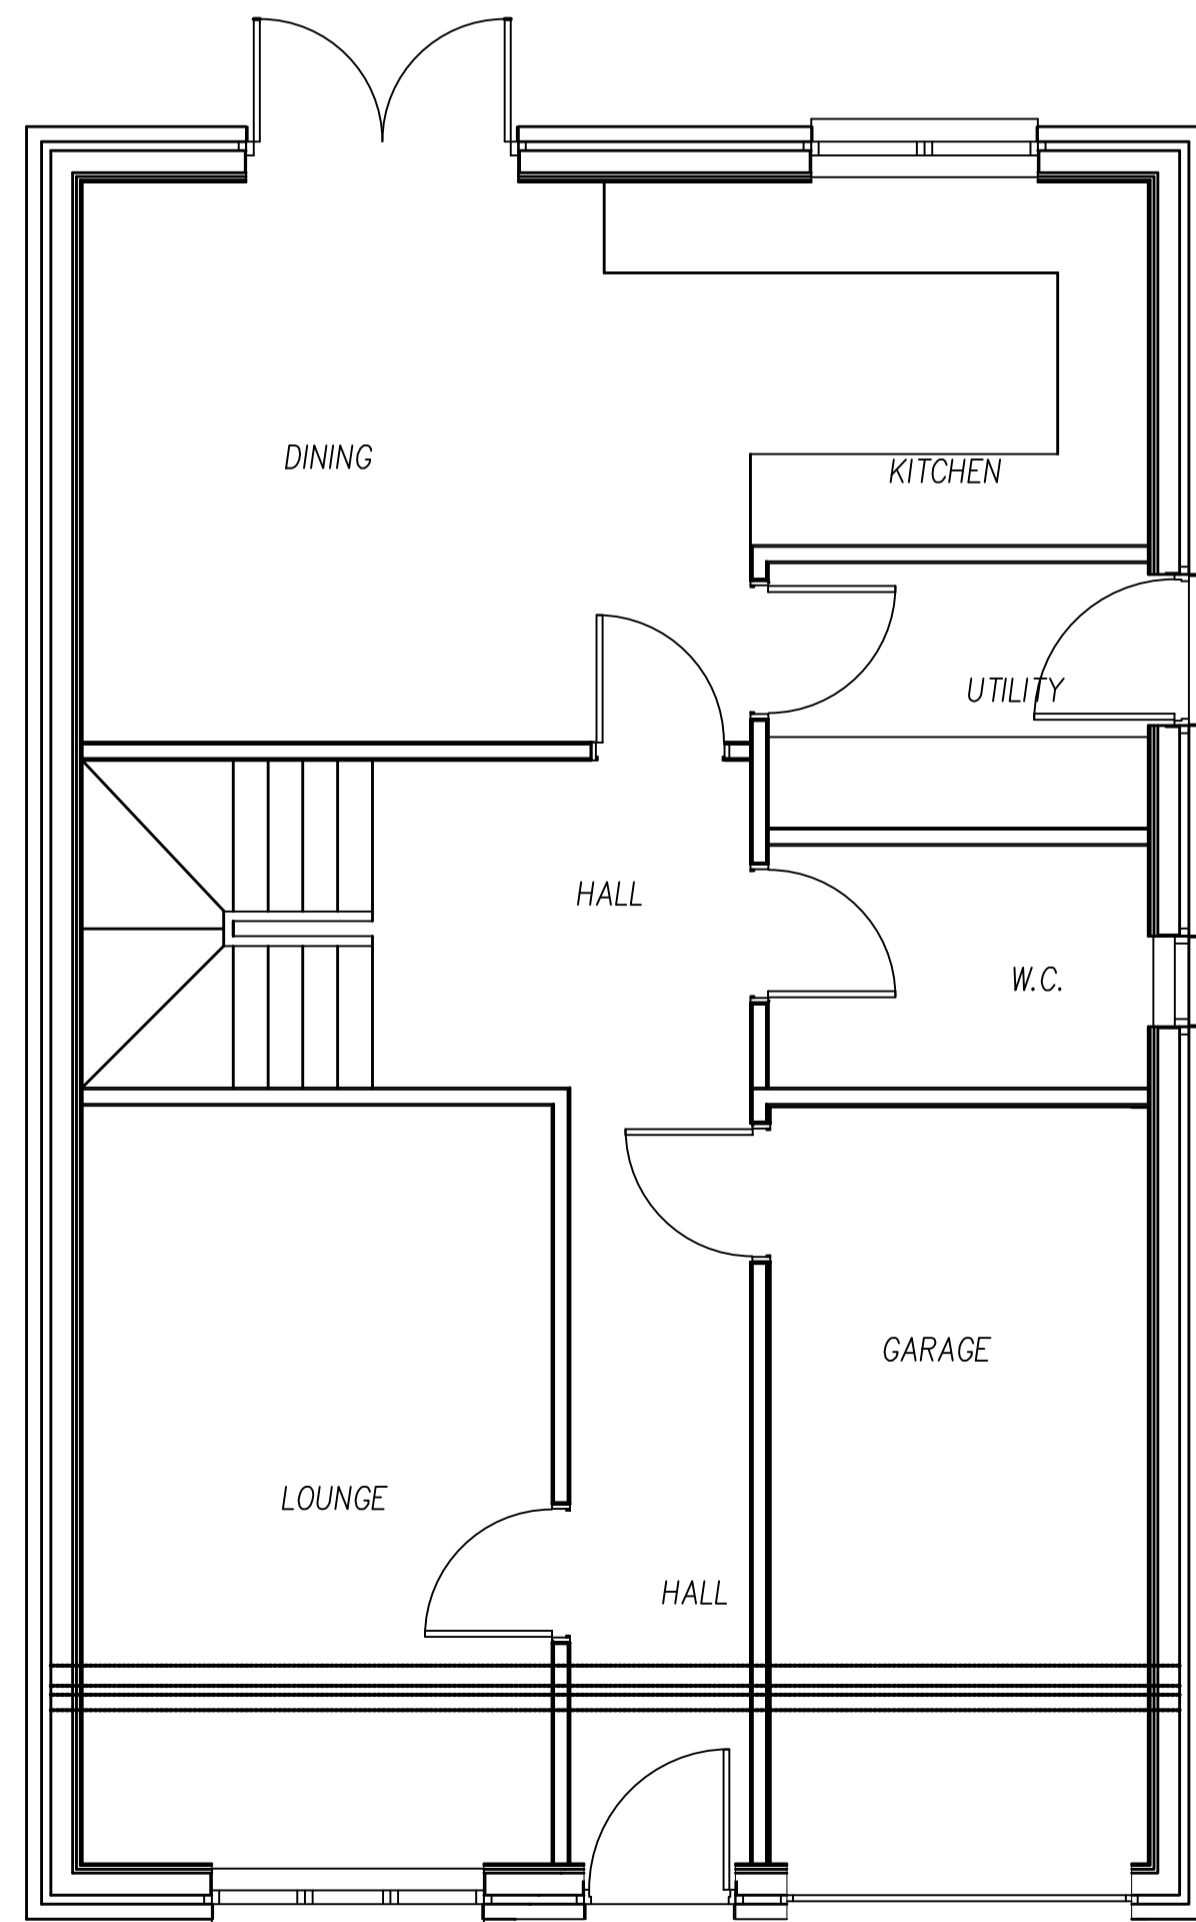 DINING
KITCHEN
UTILITY
HALL
W.C.
GARAGE
LOUNGE
HALL